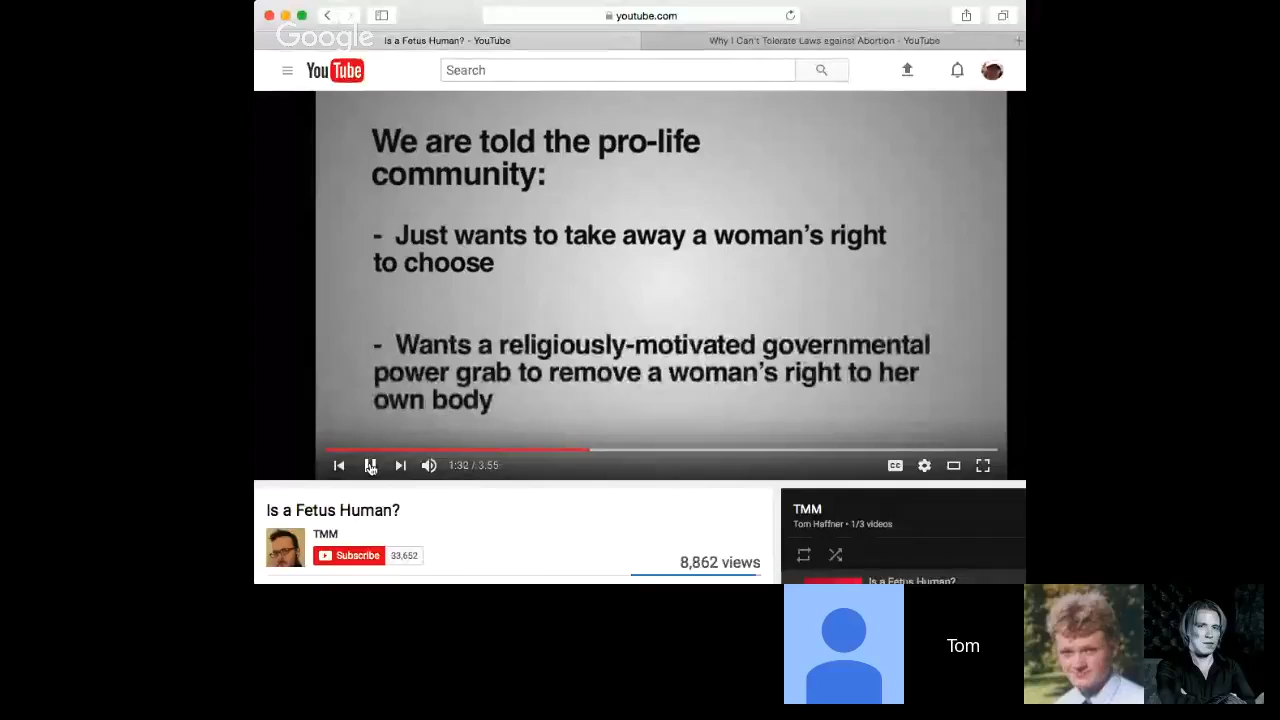 youtube.com
Google
Is a Fetus Human? - YouTube
Why I Can't Tolerate Laws against Abortion - YouTube
YouTube
Search
We are told the pro-life
community:
- Just wants to take away a woman's right
to choose
- Wants a religiously-motivated governmental
power grab to remove a woman's right to her
own body
1:32 / 3:55
CC
Is a Fetus Human?
TMM
Subscribe 33,652
8,862 views
TMM
Tom Haffner • 1/3 videos
Is a Fetus Human?
Tom